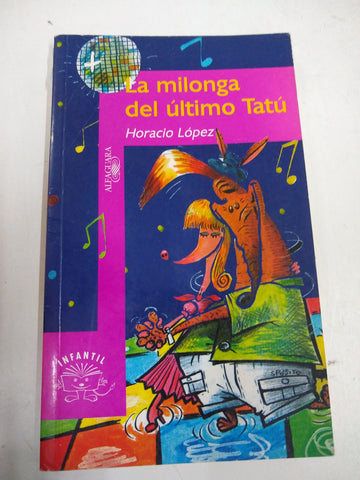 La milonga
del último Tatú
Horacio López
ALFAGUARA
INFANTIL